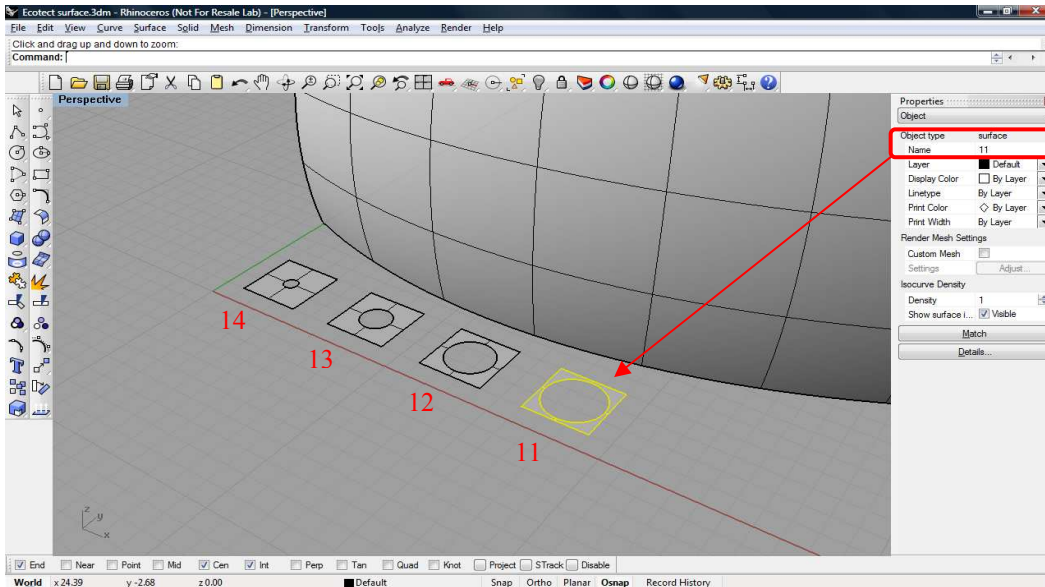 Ecotect surface.3dm - Rhinoceros (Not For Resale Lab) - [Perspective]
File Edit View Curve Surface Solid Mesh Dimension Transform Tools Analyze Render Help
Click and drag up and down to zoom:
Command:
Perspective
Properties
Object
Object type surface
Name 11
Layer Default
Display Color By Layer
Linetype By Layer
Print Color By Layer
Print Width By Layer
Render Mesh Settings
Custom Mesh
Settings Adjust...
Isocurve Density
Density 1
Show surface i... Visible
Match
Details...
14
13
12
11
z
y
x
End Near Point Mid Cen Int Perp Tan Quad Knot Project STrack Disable
World x 24.39 y -2.68 z 0.00 Default Snap Ortho Planar Osnap Record History